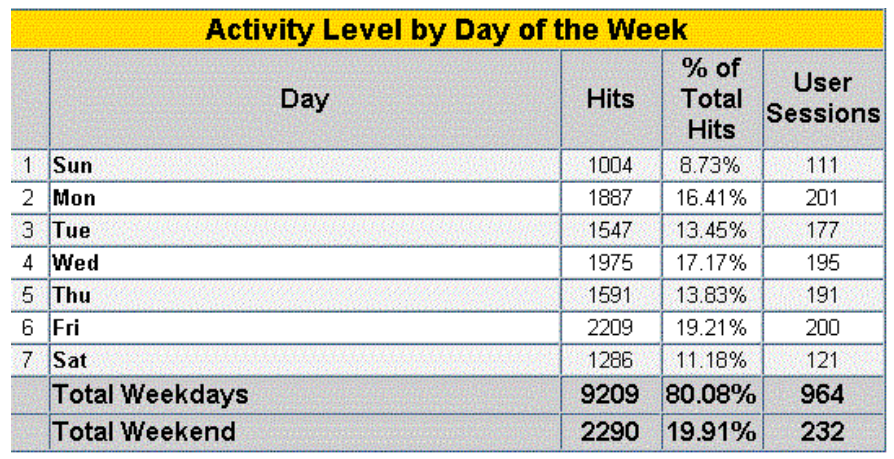 Activity Level by Day of the Week
Day Hits % of Total Hits User Sessions
1 Sun 1004 8.73% 111
2 Mon 1887 16.41% 201
3 Tue 1547 13.45% 177
4 Wed 1975 17.17% 195
5 Thu 1591 13.83% 191
6 Fri 2209 19.21% 200
7 Sat 1286 11.18% 121
Total Weekdays 9209 80.08% 964
Total Weekend 2290 19.91% 232